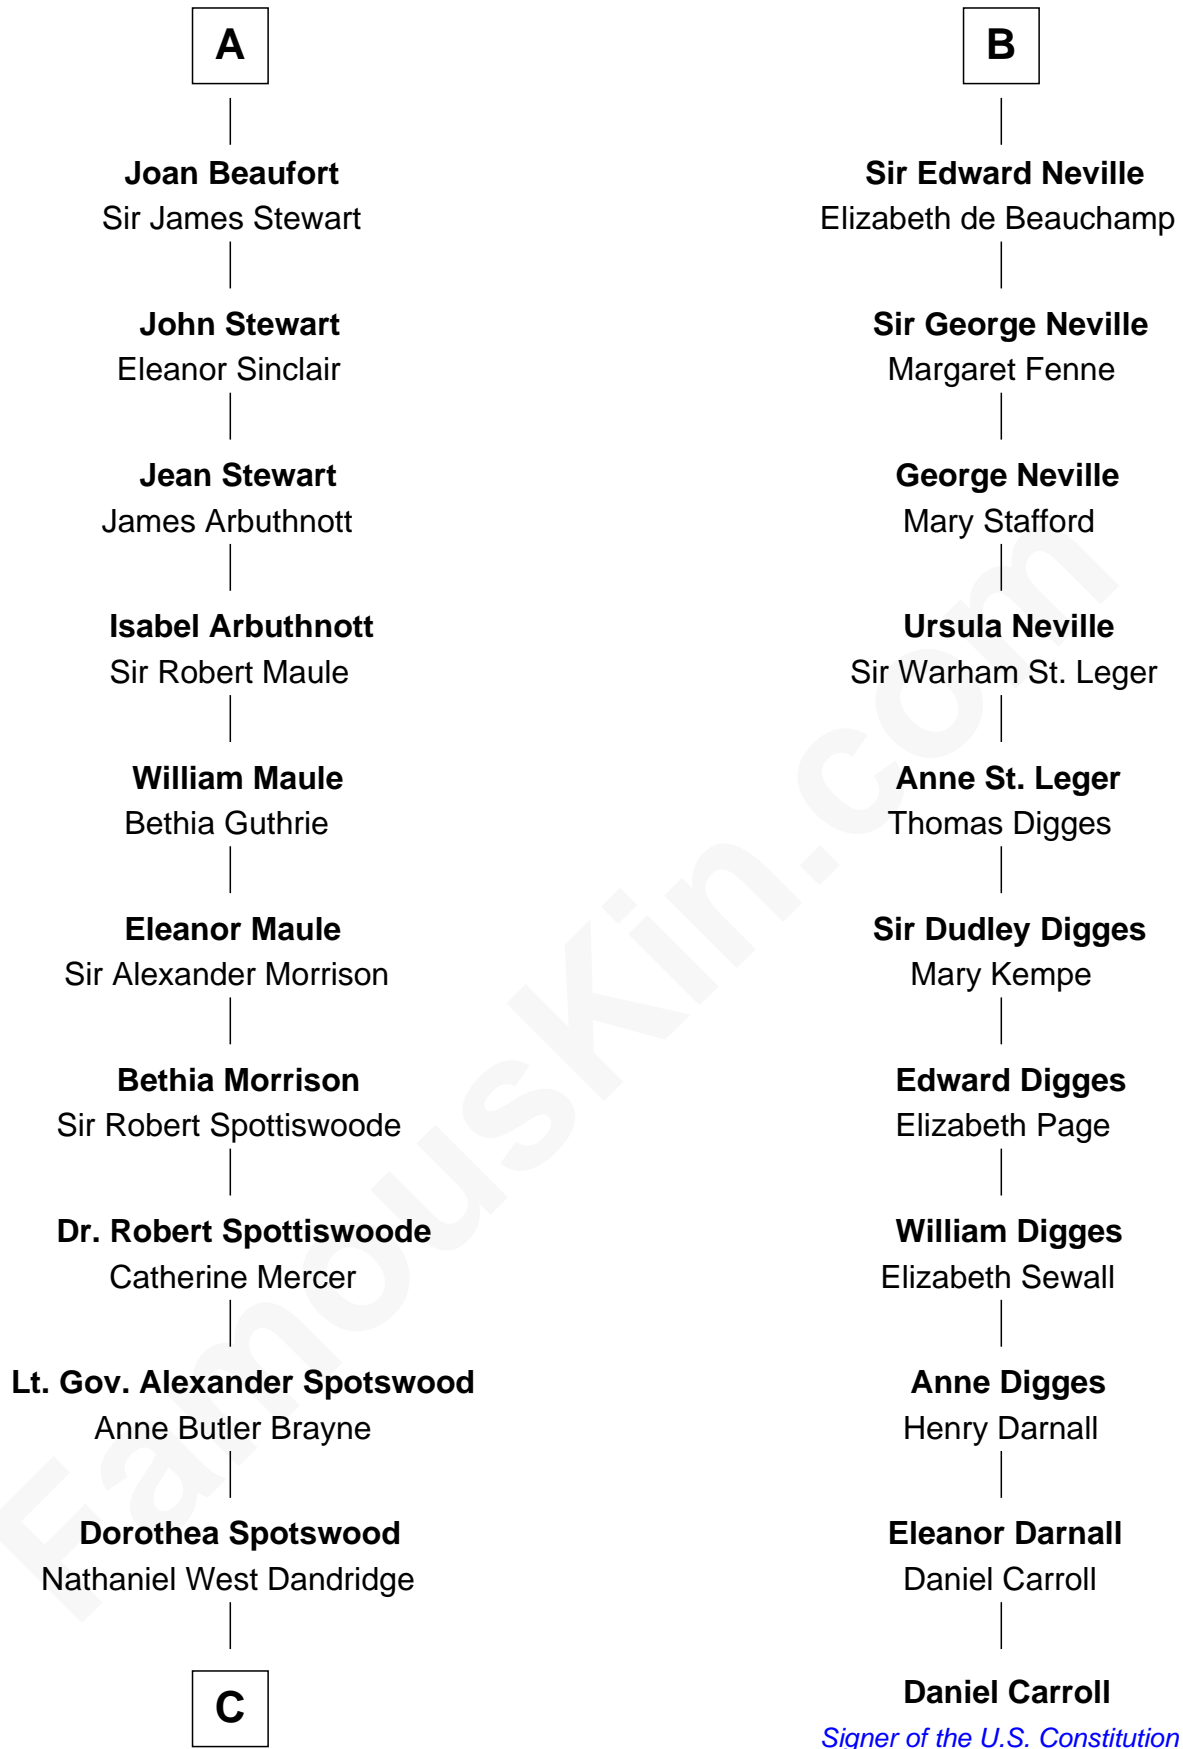 A
Joan Beaufort
Sir James Stewart
John Stewart
Eleanor Sinclair
Jean Stewart
James Arbuthnott
Isabel Arbuthnott
Sir Robert Maule
William Maule
Bethia Guthrie
Eleanor Maule
Sir Alexander Morrison
Bethia Morrison
Sir Robert Spottiswoode
Dr. Robert Spottiswoode
Catherine Mercer
Lt. Gov. Alexander Spotswood
Anne Butler Brayne
Dorothea Spotswood
Nathaniel West Dandridge
C
B
Sir Edward Neville
Elizabeth de Beauchamp
Sir George Neville
Margaret Fenne
George Neville
Mary Stafford
Ursula Neville
Sir Warham St. Leger
Anne St. Leger
Thomas Digges
Sir Dudley Digges
Mary Kempe
Edward Digges
Elizabeth Page
William Digges
Elizabeth Sewall
Anne Digges
Henry Darnall
Eleanor Darnall
Daniel Carroll
Daniel Carroll
Signer of the U.S. Constitution
FamousKin.com